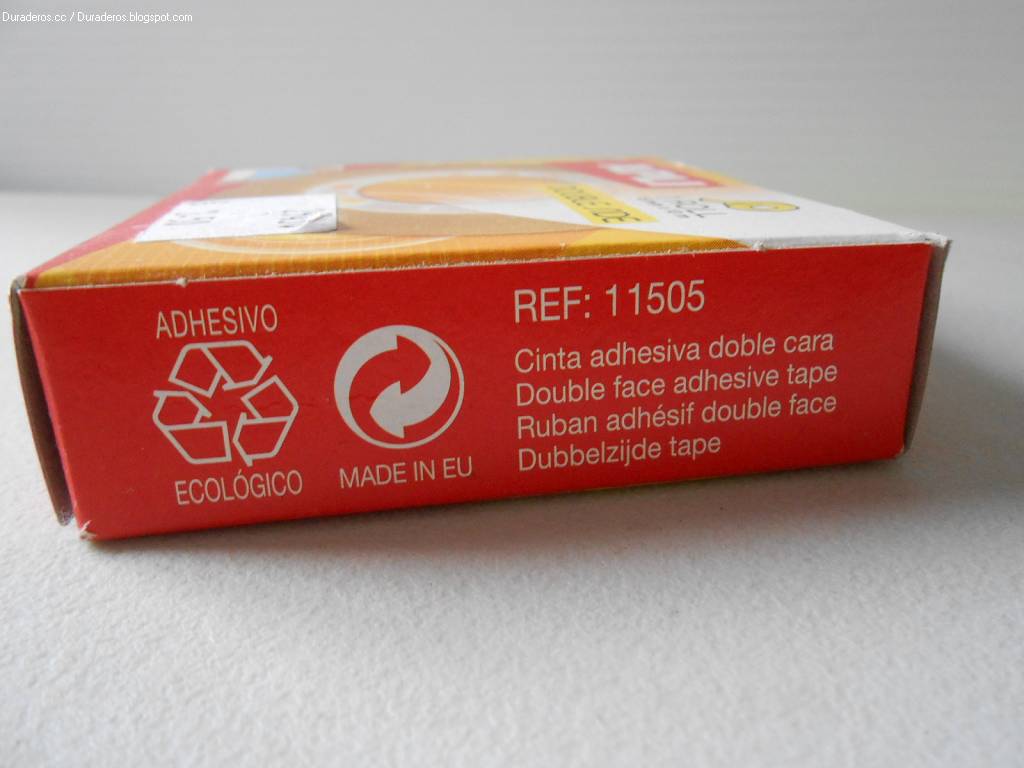 Duraderos.cc / Duraderos.blogspot.com
ADHESIVO
ECOLÓGICO
MADE IN EU
REF: 11505
Cinta adhesiva doble cara
Double face adhesive tape
Ruban adhésif double face
Dubbelzijde tape